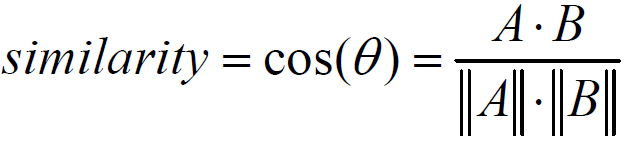 similarity = cos(θ) = A · B / ‖A‖ · ‖B‖